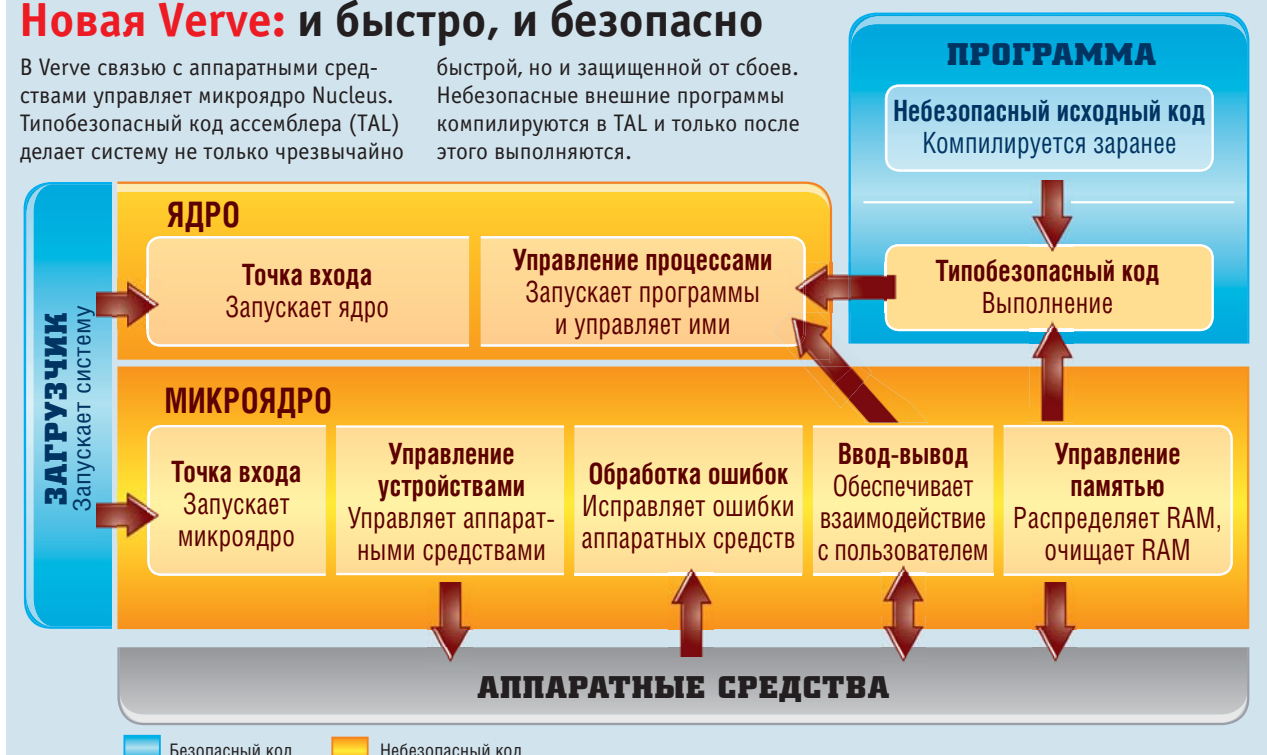 Новая Verve: и быстро, и безопасно
В Verve связью с аппаратными сред-
ствами управляет микроядро Nucleus.
Типобезопасный код ассемблера (TAL)
делает систему не только чрезвычайно
быстрой, но и защищенной от сбоев.
Небезопасные внешние программы
компилируются в TAL и только после
этого выполняются.
ПРОГРАММА
Небезопасный исходный код
Компилируется заранее
Типобезопасный код
Выполнение
ЗАГРУЗЧИК
Запускает систему
ЯДРО
Точка входа
Запускает ядро
Управление процессами
Запускает программы
и управляет ими
МИКРОЯДРО
Точка входа
Запускает
микроядро
Управление
устройствами
Управляет аппарат-
ными средствами
Обработка ошибок
Исправляет ошибки
аппаратных средств
Ввод-вывод
Обеспечивает
взаимодействие
с пользователем
Управление
памятью
Распределяет RAM,
очищает RAM
АППАРАТНЫЕ СРЕДСТВА
Безопасный код
Небезопасный код